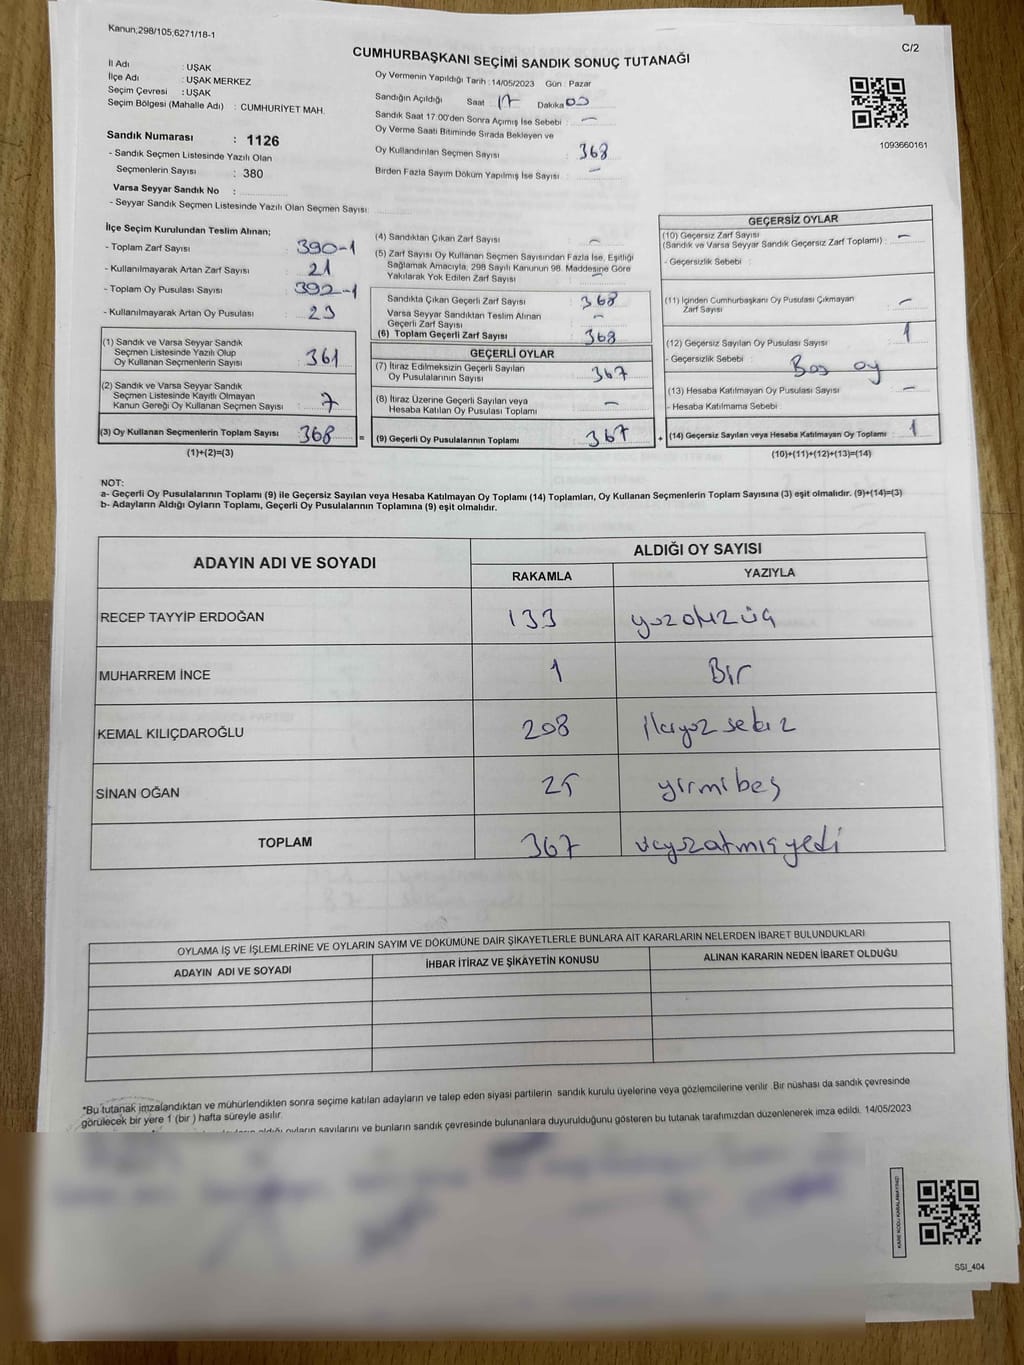 Kanun;298/105;6271/18-1
CUMHURBAŞKANI SEÇİMİ SANDIK SONUÇ TUTANAĞI
C/2
İl Adı : UŞAK
İlçe Adı : UŞAK MERKEZ
Seçim Çevresi : UŞAK
Seçim Bölgesi (Mahalle Adı) : CUMHURİYET MAH.
Sandık Numarası : 1126
- Sandık Seçmen Listesinde Yazılı Olan
Seçmenlerin Sayısı : 380
Varsa Seyyar Sandık No :
- Seyyar Sandık Seçmen Listesinde Yazılı Olan Seçmen Sayısı
Oy Vermenin Yapıldığı Tarih : 14/05/2023 Gün : Pazar
Sandığın Açıldığı Saat 17 Dakika 00
Sandık Saat 17.00'den Sonra Açımış İse Sebebi : —
Oy Verme Saati Bitiminde Sırada Bekleyen ve
Oy Kullandırılan Seçmen Sayısı : 368
Birden Fazla Sayım Döküm Yapılmış İse Sayısı : —
1093660161
İlçe Seçim Kurulundan Teslim Alınan;
- Toplam Zarf Sayısı : 390-1
- Kullanılmayarak Artan Zarf Sayısı : 21
- Toplam Oy Pusulası Sayısı : 392-1
- Kullanılmayarak Artan Oy Pusulası : 23
(1) Sandık ve Varsa Seyyar Sandık
Seçmen Listesinde Yazılı Olup
Oy Kullanan Seçmenlerin Sayısı : 361
(2) Sandık ve Varsa Seyyar Sandık
Seçmen Listesinde Kayıtlı Olmayan
Kanun Gereği Oy Kullanan Seçmen Sayısı : 7
(3) Oy Kullanan Seçmenlerin Toplam Sayısı : 368
(1)+(2)=(3)
(4) Sandıktan Çıkan Zarf Sayısı : —
(5) Zarf Sayısı Oy Kullanan Seçmen Sayısından Fazla İse, Eşitliği
Sağlamak Amacıyla, 298 Sayılı Kanunun 98. Maddesine Göre
Yakılarak Yok Edilen Zarf Sayısı : —
Sandıkta Çıkan Geçerli Zarf Sayısı : 368
Varsa Seyyar Sandıktan Teslim Alınan
Geçerli Zarf Sayısı : —
(6) Toplam Geçerli Zarf Sayısı : 368
GEÇERLİ OYLAR
(7) İtiraz Edilmeksizin Geçerli Sayılan
Oy Pusulalarının Sayısı : 367
(8) İtiraz Üzerine Geçerli Sayılan veya
Hesaba Katılan Oy Pusulası Toplamı : —
= (9) Geçerli Oy Pusulalarının Toplamı : 367
GEÇERSİZ OYLAR
(10) Geçersiz Zarf Sayısı
(Sandık ve Varsa Seyyar Sandık Geçersiz Zarf Toplamı) : —
- Geçersizlik Sebebi :
(11) İçinden Cumhurbaşkanı Oy Pusulası Çıkmayan
Zarf Sayısı : —
(12) Geçersiz Sayılan Oy Pusulası Sayısı : 1
- Geçersizlik Sebebi : Boş oy
(13) Hesaba Katılmayan Oy Pusulası Sayısı : —
- Hesaba Katılmama Sebebi :
+ (14) Geçersiz Sayılan veya Hesaba Katılmayan Oy Toplamı : 1
(10)+(11)+(12)+(13)=(14)
NOT:
a- Geçerli Oy Pusulalarının Toplamı (9) ile Geçersiz Sayılan veya Hesaba Katılmayan Oy Toplamı (14) Toplamları, Oy Kullanan Seçmenlerin Toplam Sayısına (3) eşit olmalıdır. (9)+(14)=(3)
b- Adayların Aldığı Oyların Toplamı, Geçerli Oy Pusulalarının Toplamına (9) eşit olmalıdır.
ADAYIN ADI VE SOYADI ALDIĞI OY SAYISI
RAKAMLA YAZIYLA
RECEP TAYYİP ERDOĞAN 133 yüzotuzüç
MUHARREM İNCE 1 Bir
KEMAL KILIÇDAROĞLU 208 ikiyüzsekiz
SİNAN OĞAN 25 yirmibeş
TOPLAM 367 üçyüzatmışyedi
OYLAMA İŞ VE İŞLEMLERİNE VE OYLARIN SAYIM VE DÖKÜMÜNE DAİR ŞİKAYETLERLE BUNLARA AİT KARARLARIN NELERDEN İBARET BULUNDUKLARI
ADAYIN ADI VE SOYADI İHBAR İTİRAZ VE ŞİKAYETİN KONUSU ALINAN KARARIN NEDEN İBARET OLDUĞU
*Bu tutanak imzalandıktan ve mühürlendikten sonra seçime katılan adayların ve talep eden siyasi partilerin sandık kurulu üyelerine veya gözlemcilerine verilir. Bir nüshası da sandık çevresinde
görülecek bir yere 1 (bir ) hafta süreyle asılır.
aldığı oyların sayılarını ve bunların sandık çevresinde bulunanlara duyurulduğunu gösteren bu tutanak tarafımızdan düzenlenerek imza edildi. 14/05/2023
KARE KODU KARALAMAYINIZ!
SSI_404